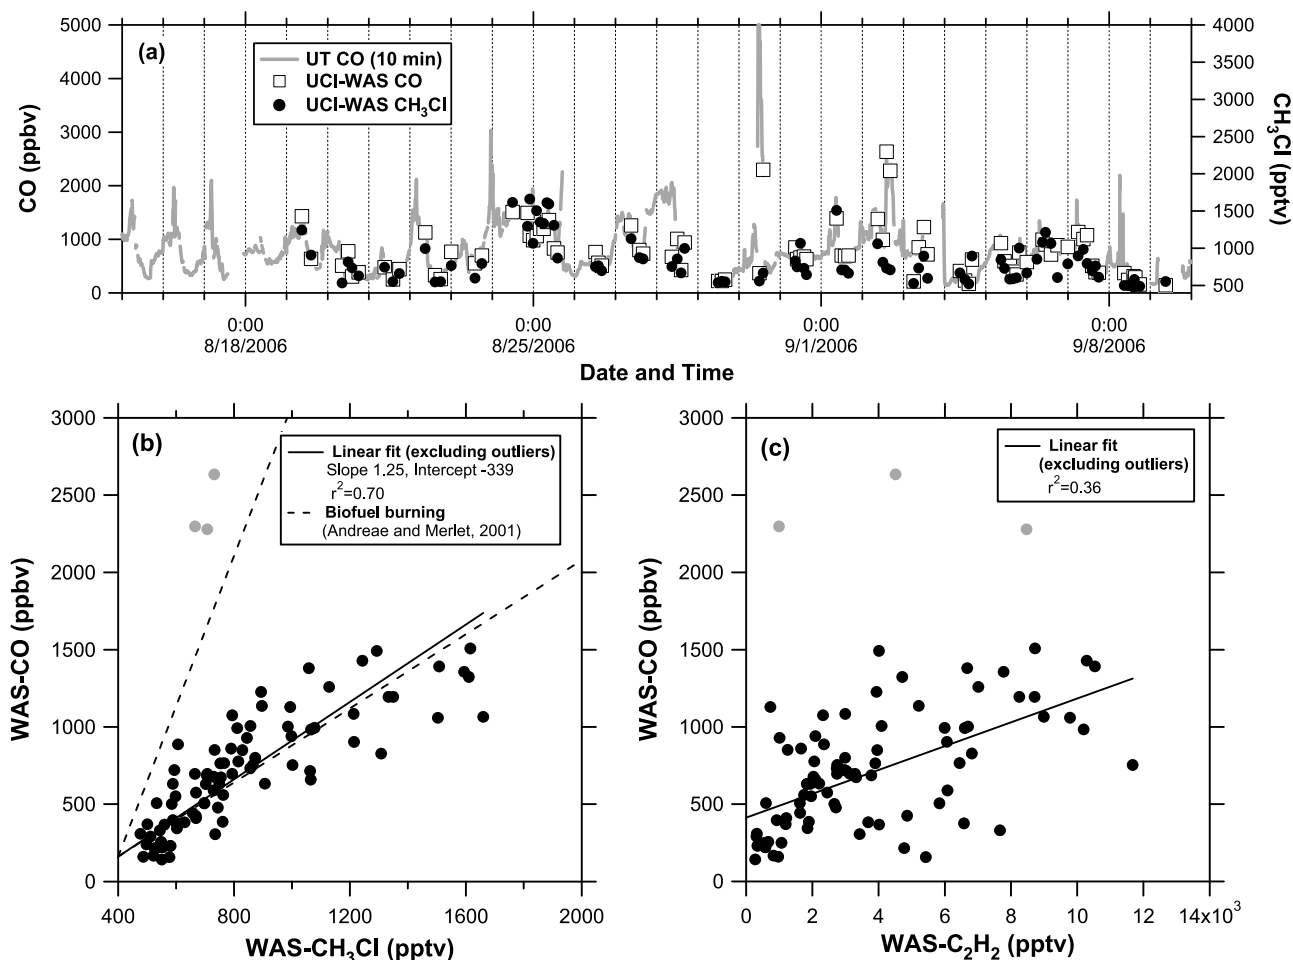 (a)
UT CO (10 min)
UCI-WAS CO
UCI-WAS CH₃Cl
CO (ppbv)
5000
4000
3000
2000
1000
0
CH₃Cl (pptv)
4000
3500
3000
2500
2000
1500
1000
500
0:00
8/18/2006
0:00
8/25/2006
0:00
9/1/2006
0:00
9/8/2006
Date and Time
(b)
Linear fit (excluding outliers)
Slope 1.25, Intercept -339
r²=0.70
Biofuel burning
(Andreae and Merlet, 2001)
WAS-CO (ppbv)
3000
2500
2000
1500
1000
500
0
400
800
1200
1600
2000
WAS-CH₃Cl (pptv)
(c)
Linear fit
(excluding outliers)
r²=0.36
WAS-CO (ppbv)
3000
2500
2000
1500
1000
500
0
0
2
4
6
8
10
12
14x10³
WAS-C₂H₂ (pptv)